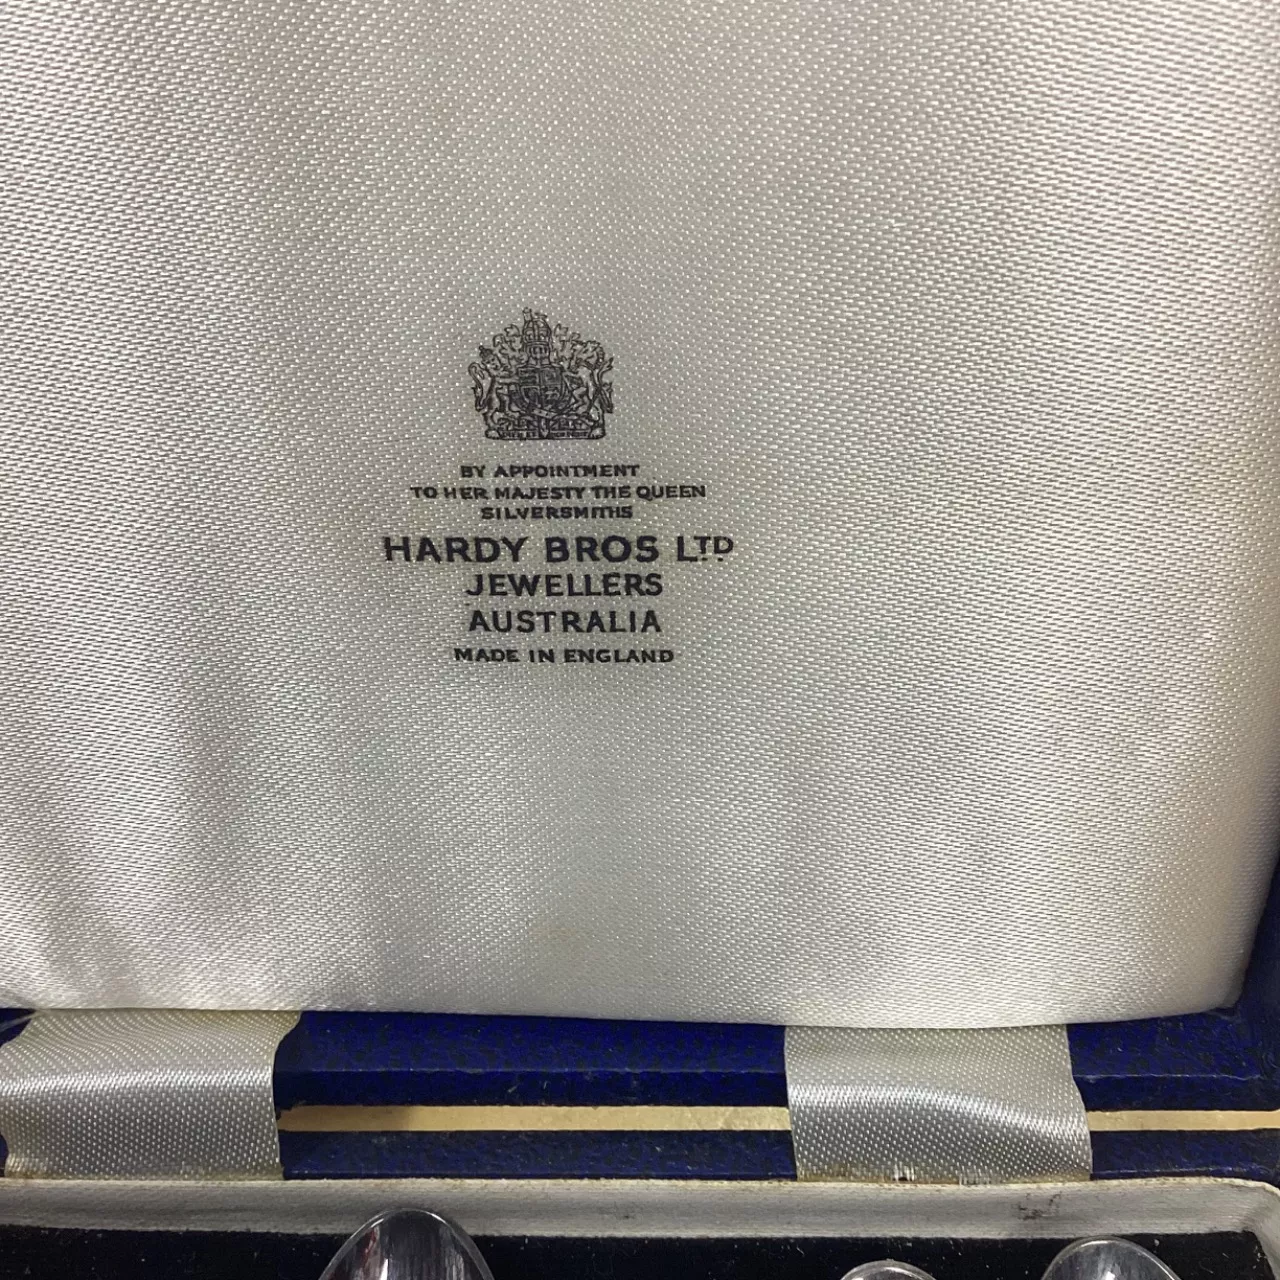 BY APPOINTMENT
TO HER MAJESTY THE QUEEN
SILVERSMITHS
HARDY BROS LTD
JEWELLERS
AUSTRALIA
MADE IN ENGLAND